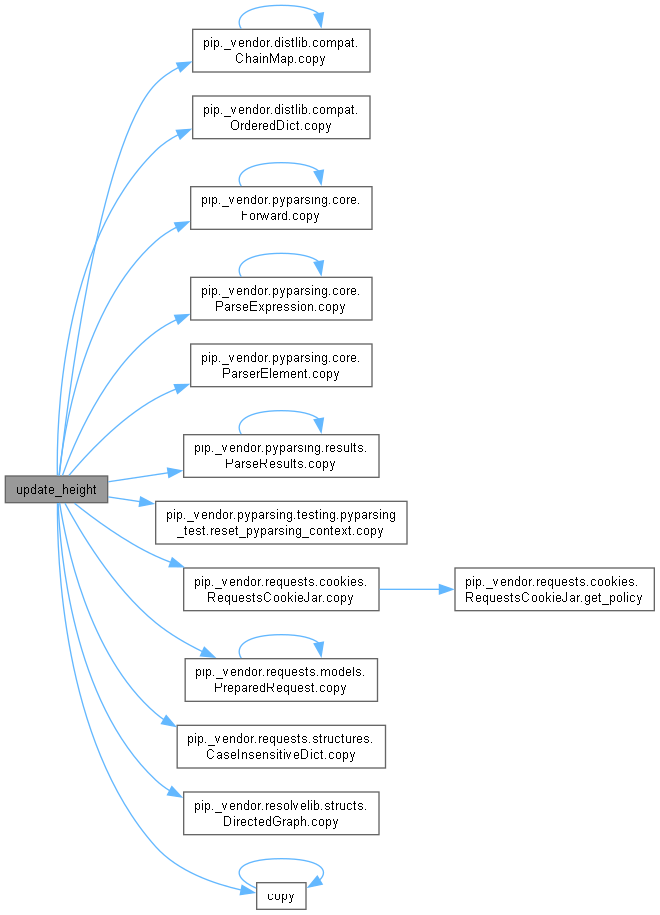 pip._vendor.distlib.compat.
ChainMap.copy
pip._vendor.distlib.compat.
OrderedDict.copy
pip._vendor.pyparsing.core.
Forward.copy
pip._vendor.pyparsing.core.
ParseExpression.copy
pip._vendor.pyparsing.core.
ParserElement.copy
pip._vendor.pyparsing.results.
ParseResults.copy
update_height
pip._vendor.pyparsing.testing.pyparsing
_test.reset_pyparsing_context.copy
pip._vendor.requests.cookies.
RequestsCookieJar.copy
pip._vendor.requests.cookies.
RequestsCookieJar.get_policy
pip._vendor.requests.models.
PreparedRequest.copy
pip._vendor.requests.structures.
CaseInsensitiveDict.copy
pip._vendor.resolvelib.structs.
DirectedGraph.copy
copy